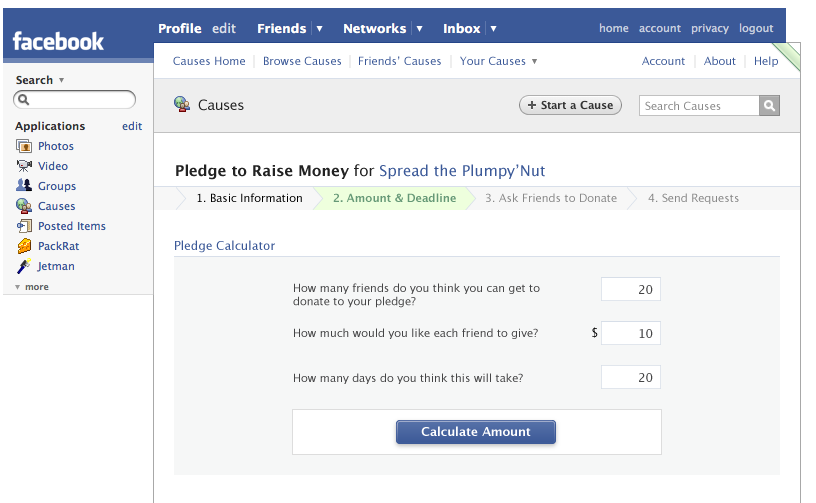 facebook
Profile edit Friends Networks Inbox home account privacy logout
Causes Home Browse Causes Friends' Causes Your Causes Account About Help
Search
Applications edit
Photos
Video
Groups
Causes
Posted Items
PackRat
Jetman
more
Causes + Start a Cause Search Causes
Pledge to Raise Money for Spread the Plumpy'Nut
1. Basic Information 2. Amount & Deadline 3. Ask Friends to Donate 4. Send Requests
Pledge Calculator
How many friends do you think you can get to
donate to your pledge? 20
How much would you like each friend to give? $ 10
How many days do you think this will take? 20
Calculate Amount